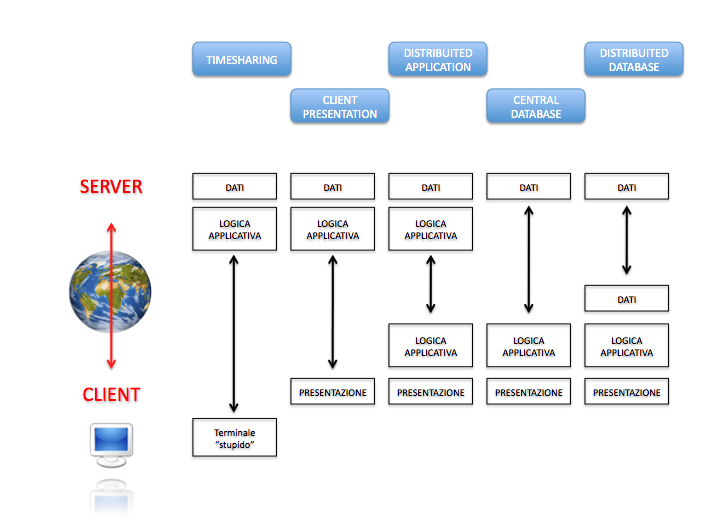 TIMESHARING
DISTRIBUITED
APPLICATION
DISTRIBUITED
DATABASE
CLIENT
PRESENTATION
CENTRAL
DATABASE
SERVER
DATI
DATI
DATI
DATI
DATI
LOGICA
APPLICATIVA
LOGICA
APPLICATIVA
LOGICA
APPLICATIVA
DATI
LOGICA
APPLICATIVA
LOGICA
APPLICATIVA
LOGICA
APPLICATIVA
CLIENT
PRESENTAZIONE
PRESENTAZIONE
PRESENTAZIONE
PRESENTAZIONE
Terminale
"stupido"